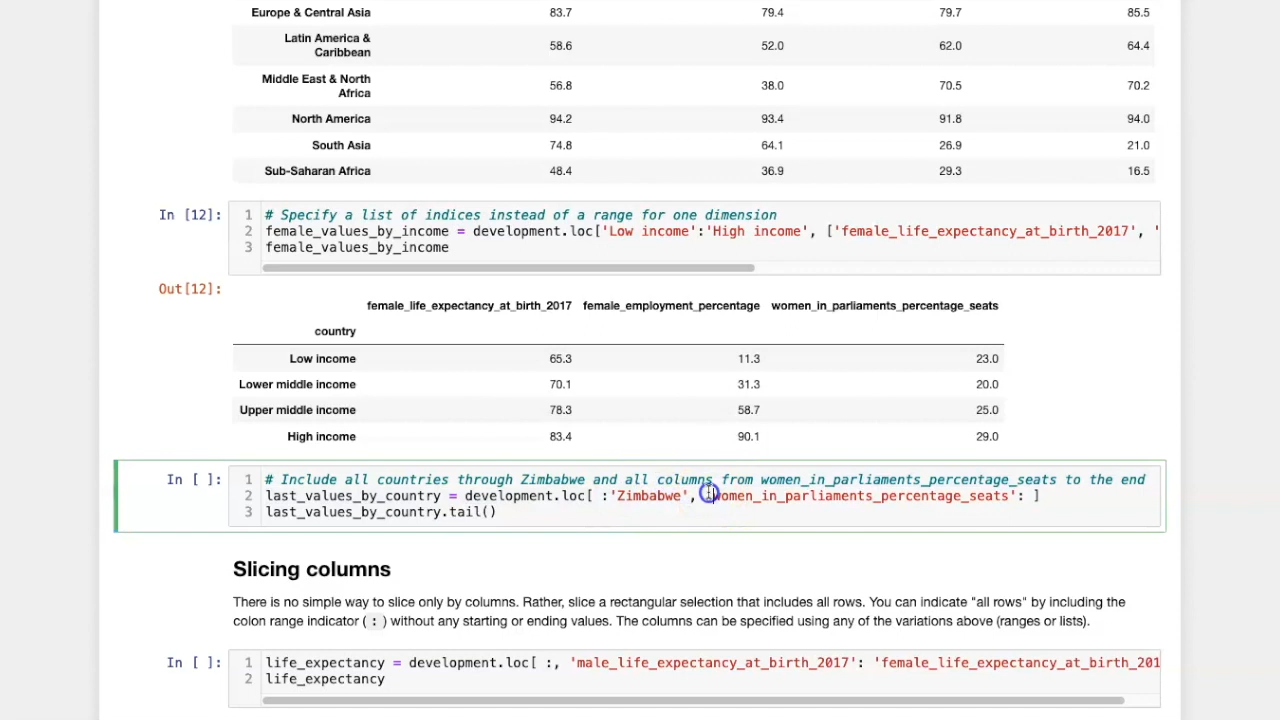 Europe & Central Asia 83.7 79.4 79.7 85.5
Latin America &
Caribbean 58.6 52.0 62.0 64.4
Middle East & North
Africa 56.8 38.0 70.5 70.2
North America 94.2 93.4 91.8 94.0
South Asia 74.8 64.1 26.9 21.0
Sub-Saharan Africa 48.4 36.9 29.3 16.5
In [12]: 1 # Specify a list of indices instead of a range for one dimension
2 female_values_by_income = development.loc['Low income':'High income', ['female_life_expectancy_at_birth_2017', '
3 female_values_by_income
Out[12]:
female_life_expectancy_at_birth_2017 female_employment_percentage women_in_parliaments_percentage_seats
country
Low income 65.3 11.3 23.0
Lower middle income 70.1 31.3 20.0
Upper middle income 78.3 58.7 25.0
High income 83.4 90.1 29.0
In [ ]: 1 # Include all countries through Zimbabwe and all columns from women_in_parliaments_percentage_seats to the end
2 last_values_by_country = development.loc[ :'Zimbabwe', 'women_in_parliaments_percentage_seats': ]
3 last_values_by_country.tail()
Slicing columns
There is no simple way to slice only by columns. Rather, slice a rectangular selection that includes all rows. You can indicate "all rows" by including the
colon range indicator ( : ) without any starting or ending values. The columns can be specified using any of the variations above (ranges or lists).
In [ ]: 1 life_expectancy = development.loc[ :, 'male_life_expectancy_at_birth_2017': 'female_life_expectancy_at_birth_201
2 life_expectancy